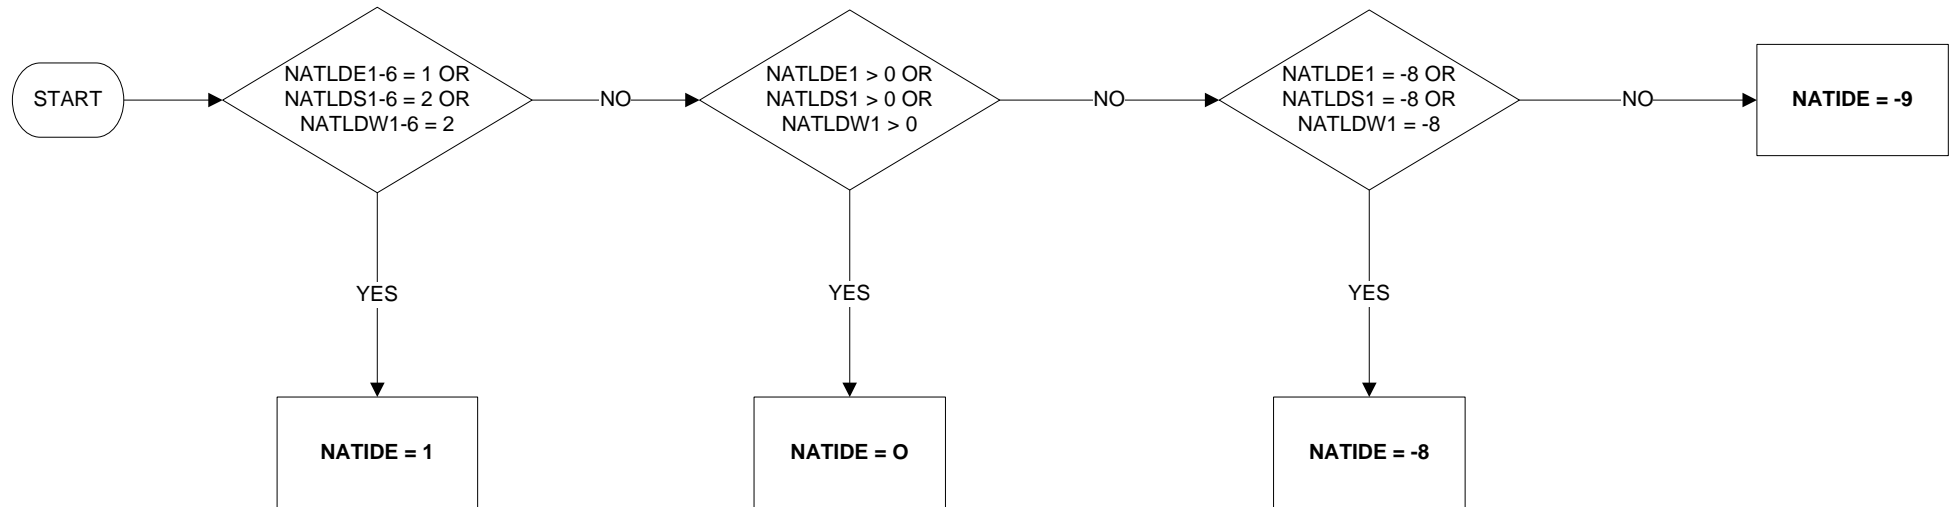 START
NATLDE1-6 = 1 OR
NATLDS1-6 = 2 OR
NATLDW1-6 = 2
NO
NATLDE1 > 0 OR
NATLDS1 > 0 OR
NATLDW1 > 0
NO
NATLDE1 = -8 OR
NATLDS1 = -8 OR
NATLDW1 = -8
NO
NATIDE = -9
YES
YES
YES
NATIDE = 1
NATIDE = O
NATIDE = -8